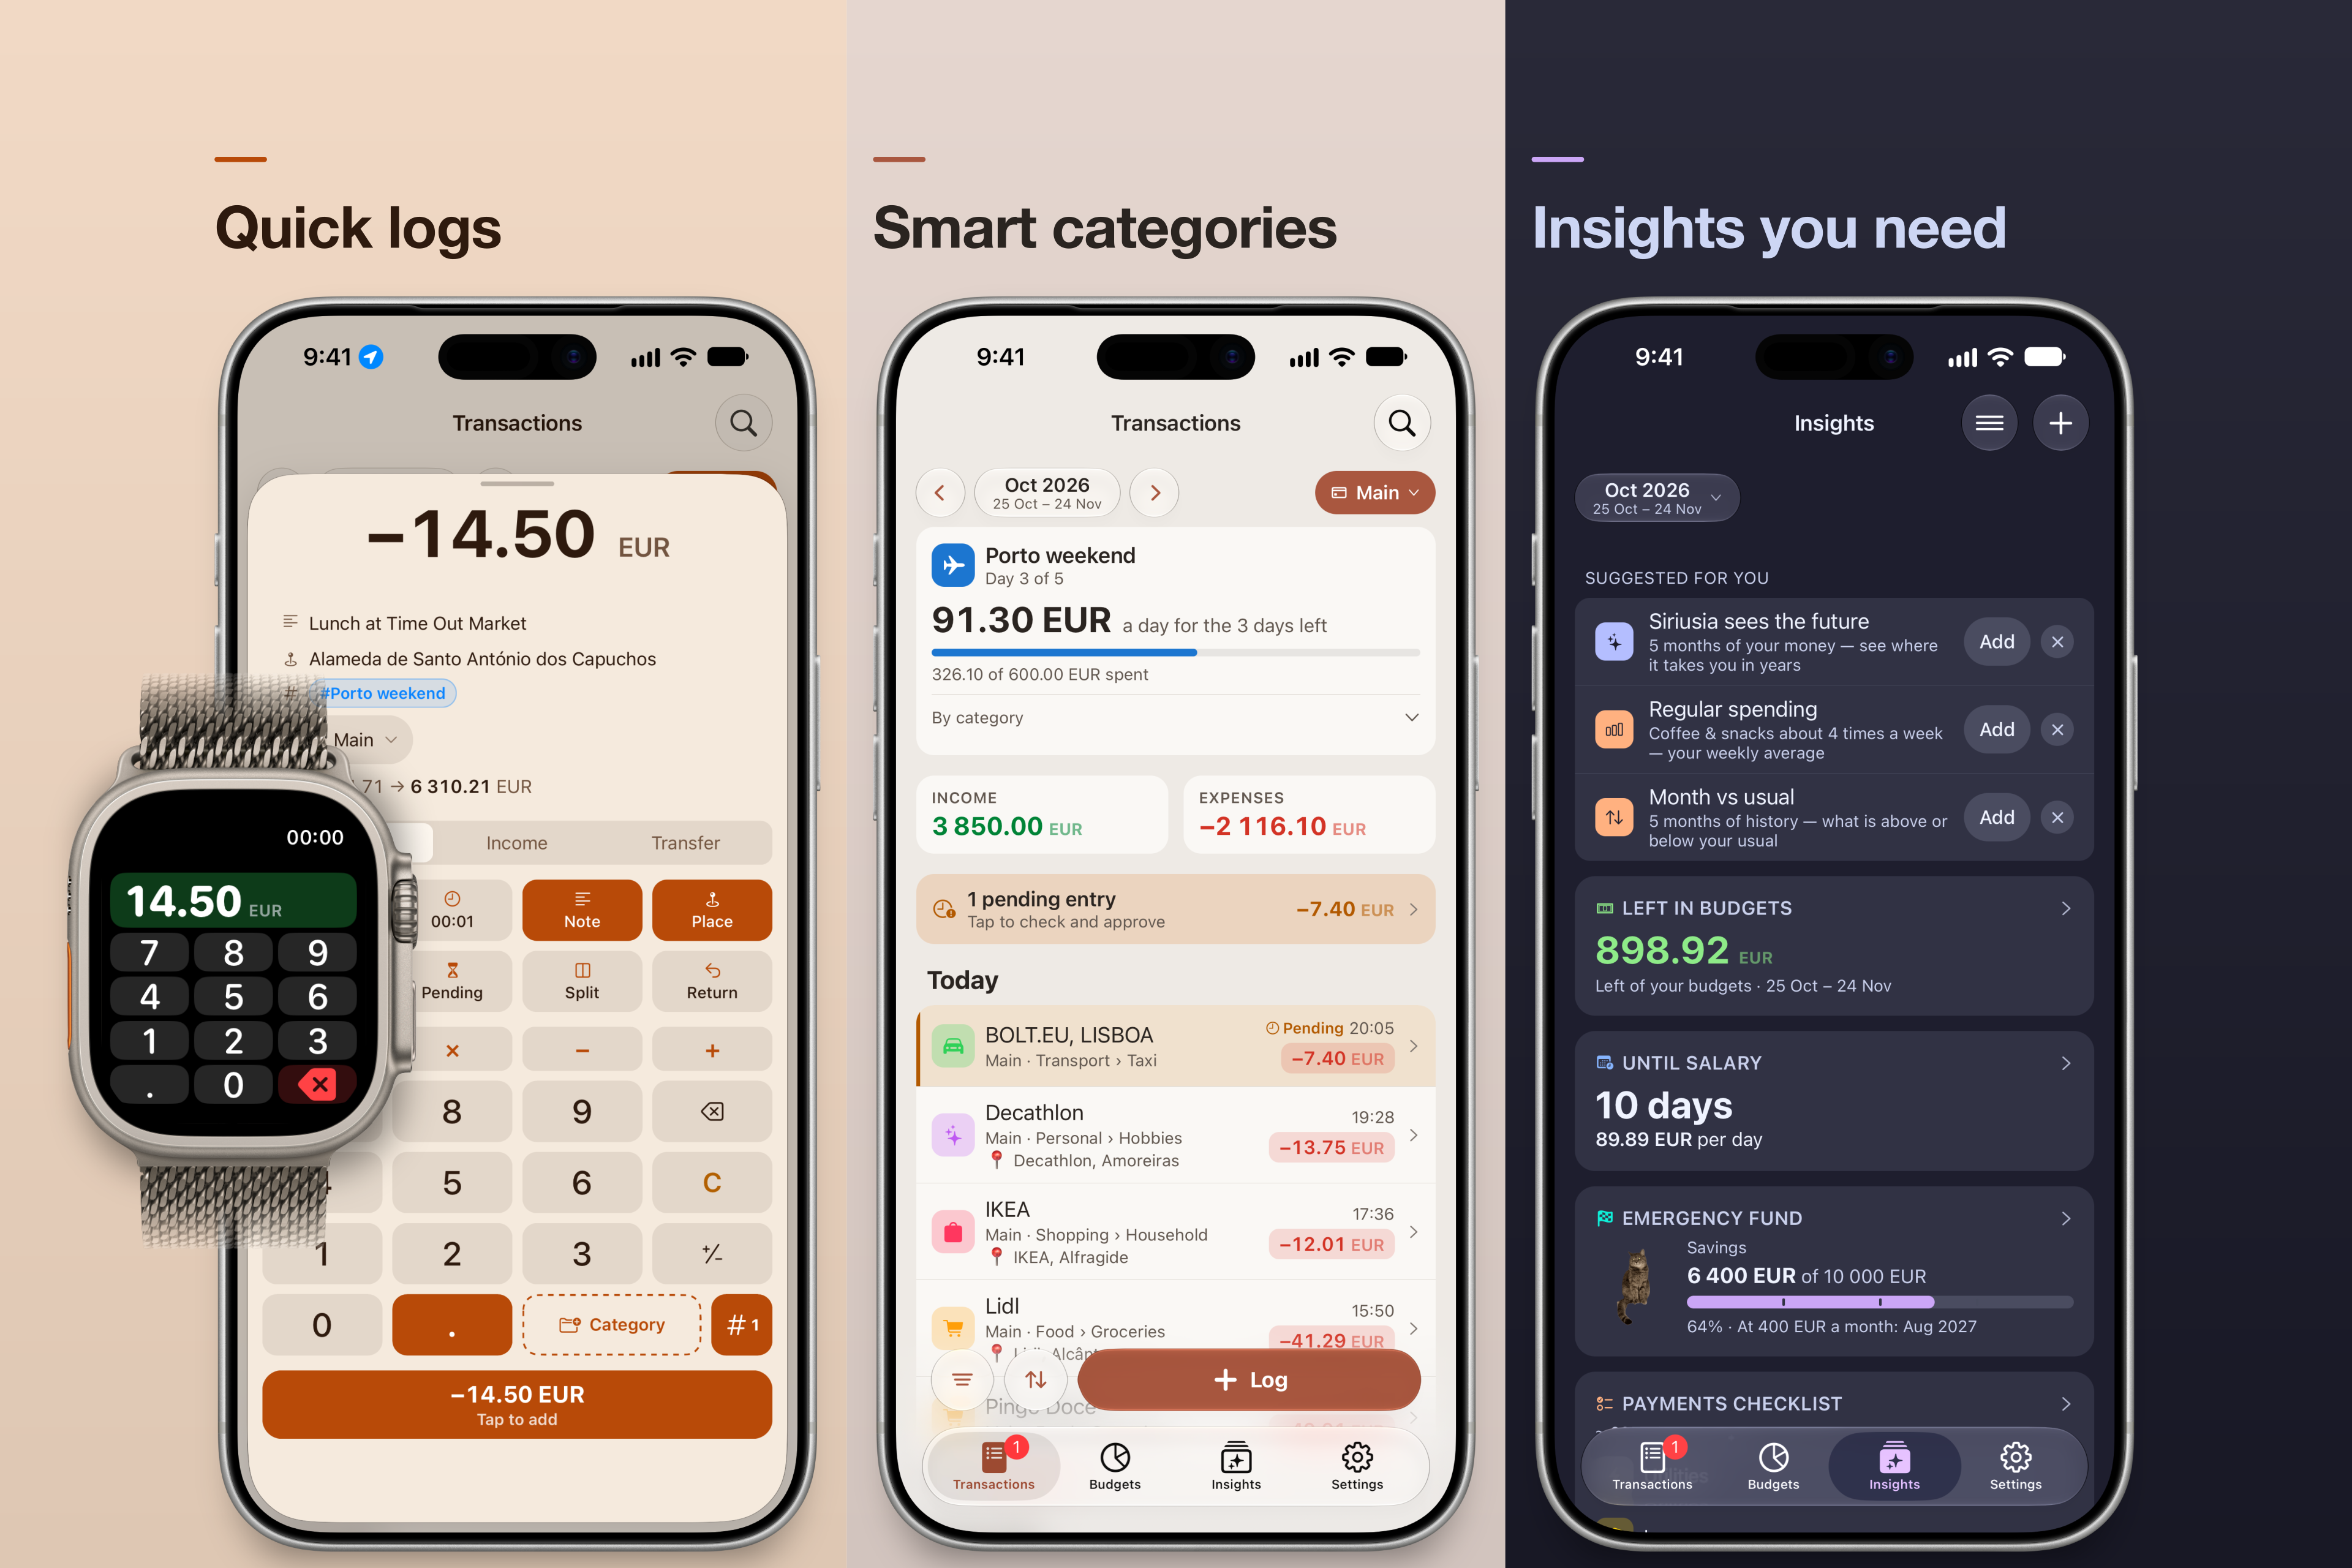 Quick logs
9:41
Transactions
−14.50 EUR
Lunch at Time Out Market
Alameda de Santo António dos Capuchos
# #Porto weekend
Main
71 → 6 310.21 EUR
Income
Transfer
00:01
Note
Place
Pending
Split
Return
× − +
8 9
5 6 C
1 2 3 +/−
0 . Category # 1
−14.50 EUR
Tap to add
00:00
14.50 EUR
7 8 9
4 5 6
1 2 3
. 0
Smart categories
9:41
Transactions
Oct 2026
25 Oct – 24 Nov
Main
Porto weekend
Day 3 of 5
91.30 EUR a day for the 3 days left
326.10 of 600.00 EUR spent
By category
INCOME
3 850.00 EUR
EXPENSES
−2 116.10 EUR
1 pending entry
Tap to check and approve
−7.40 EUR
Today
BOLT.EU, LISBOA
Main · Transport › Taxi
Pending 20:05
−7.40 EUR
Decathlon
Main · Personal › Hobbies
Decathlon, Amoreiras
19:28
−13.75 EUR
IKEA
Main · Shopping › Household
IKEA, Alfragide
17:36
−12.01 EUR
Lidl
Main · Food › Groceries
15:50
−41.29 EUR
+ Log
Pingo Doce
1
Transactions
Budgets
Insights
Settings
Insights you need
9:41
Insights
Oct 2026
25 Oct – 24 Nov
SUGGESTED FOR YOU
Siriusia sees the future
5 months of your money — see where
it takes you in years
Add
Regular spending
Coffee & snacks about 4 times a week
— your weekly average
Add
Month vs usual
5 months of history — what is above or
below your usual
Add
LEFT IN BUDGETS
898.92 EUR
Left of your budgets · 25 Oct – 24 Nov
UNTIL SALARY
10 days
89.89 EUR per day
EMERGENCY FUND
Savings
6 400 EUR of 10 000 EUR
64% · At 400 EUR a month: Aug 2027
PAYMENTS CHECKLIST
1
Transactions
Budgets
Insights
Settings